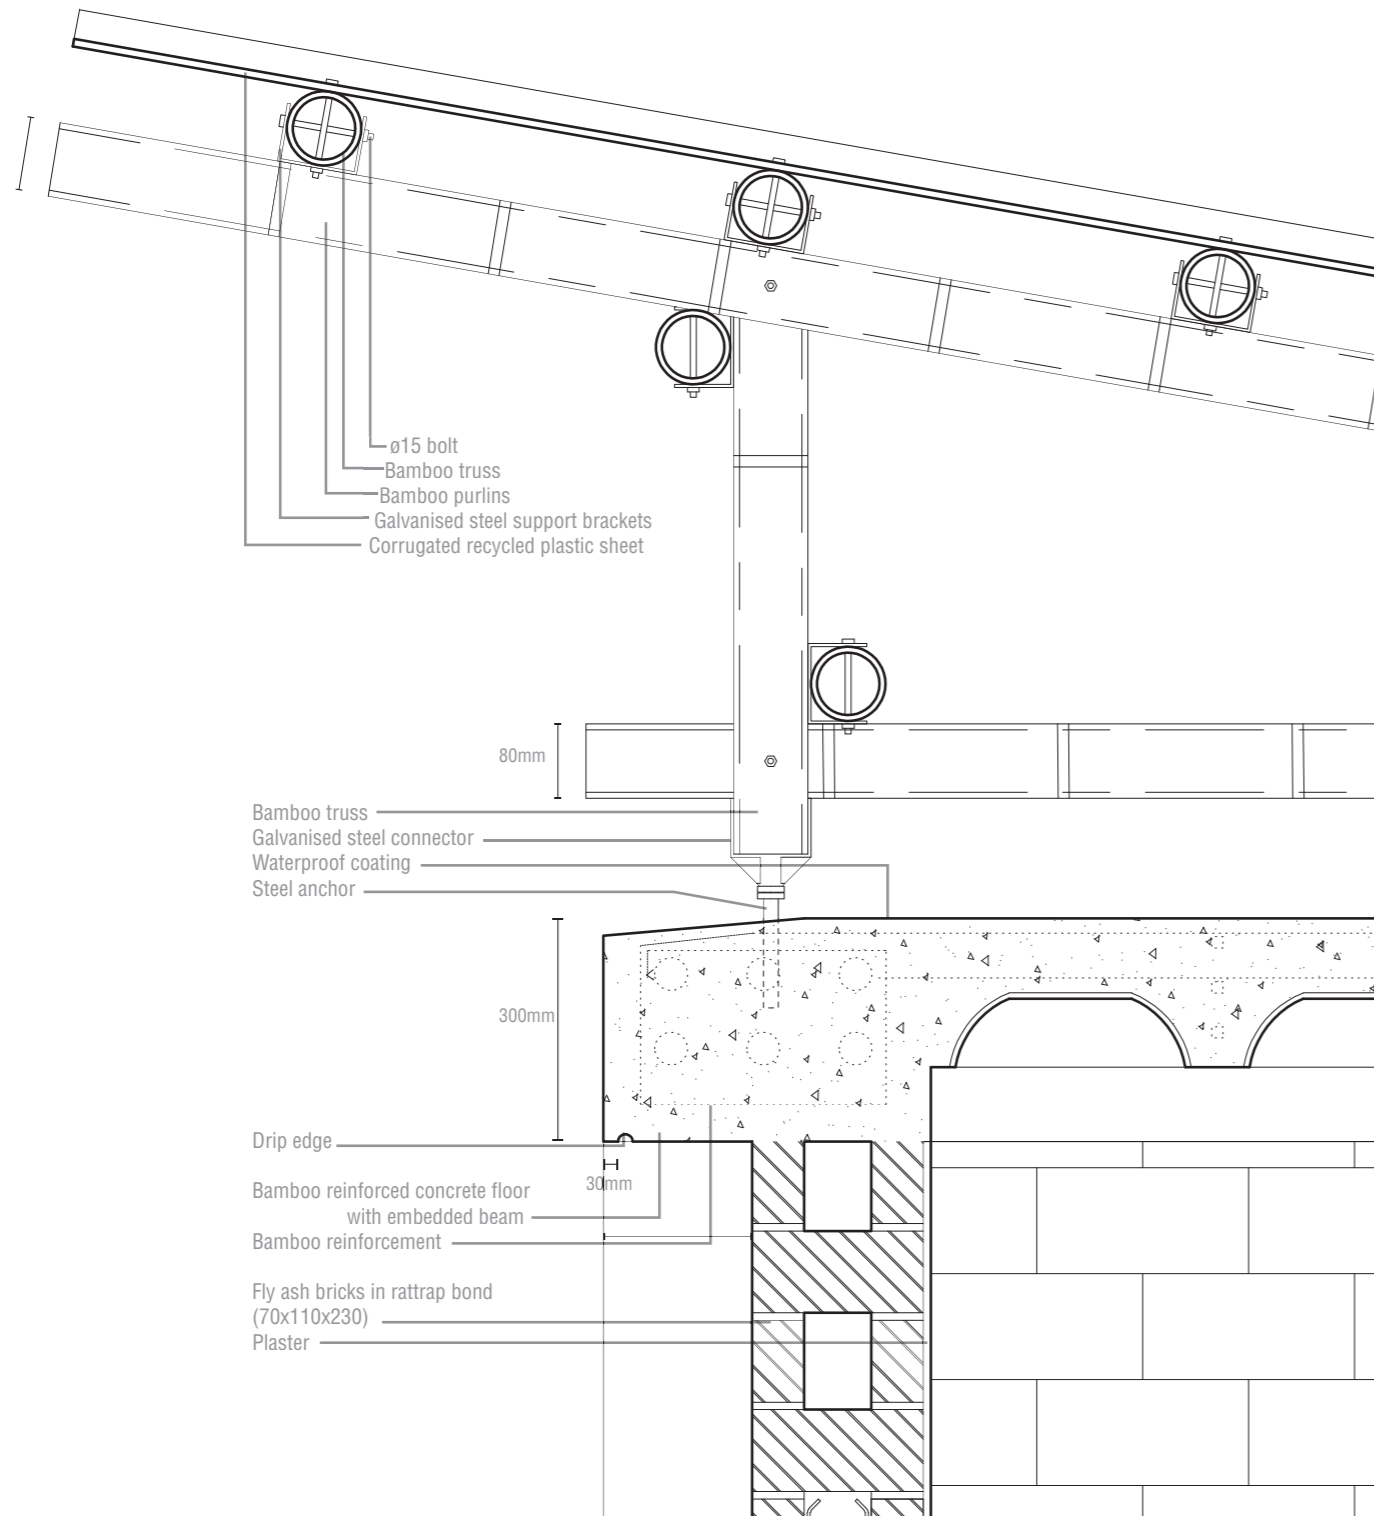 ø15 bolt
Bamboo truss
Bamboo purlins
Galvanised steel support brackets
Corrugated recycled plastic sheet
80mm
Bamboo truss
Galvanised steel connector
Waterproof coating
Steel anchor
300mm
Drip edge
30mm
Bamboo reinforced concrete floor
with embedded beam
Bamboo reinforcement
Fly ash bricks in rattrap bond
(70x110x230)
Plaster